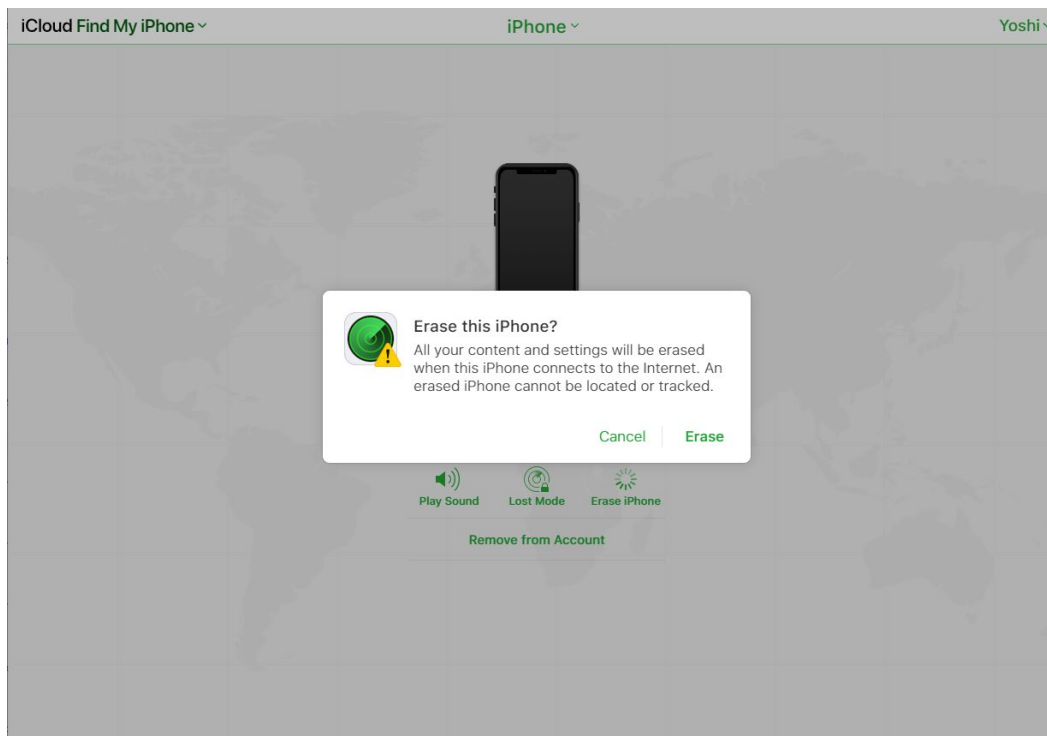 iCloud Find My iPhone
iPhone
Yoshi
Erase this iPhone?
All your content and settings will be erased
when this iPhone connects to the Internet. An
erased iPhone cannot be located or tracked.
Cancel
Erase
Play Sound
Lost Mode
Erase iPhone
Remove from Account